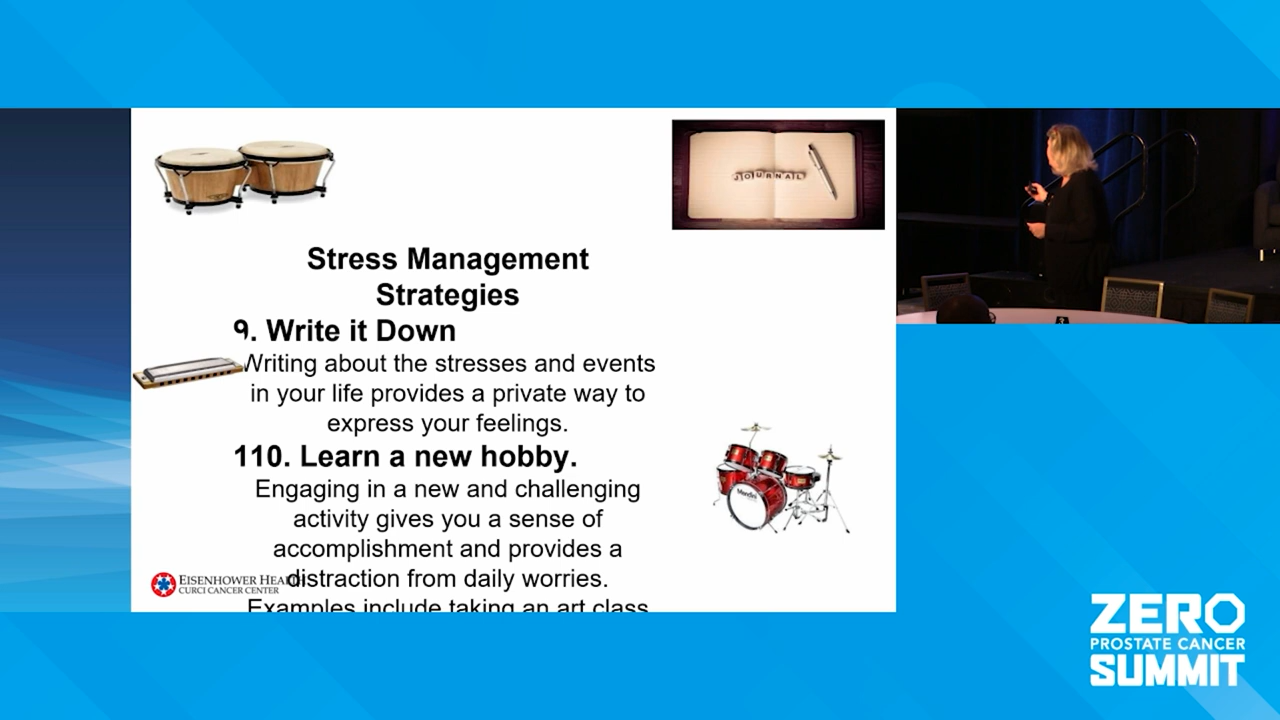 JOURNAL
Stress Management
Strategies
9. Write it Down
Writing about the stresses and events
in your life provides a private way to
express your feelings.
110. Learn a new hobby.
Engaging in a new and challenging
activity gives you a sense of
accomplishment and provides a
distraction from daily worries.
Examples include taking an art class
Mendini
EISENHOWER HEALTH
CURCI CANCER CENTER
ZERO
PROSTATE CANCER
SUMMIT